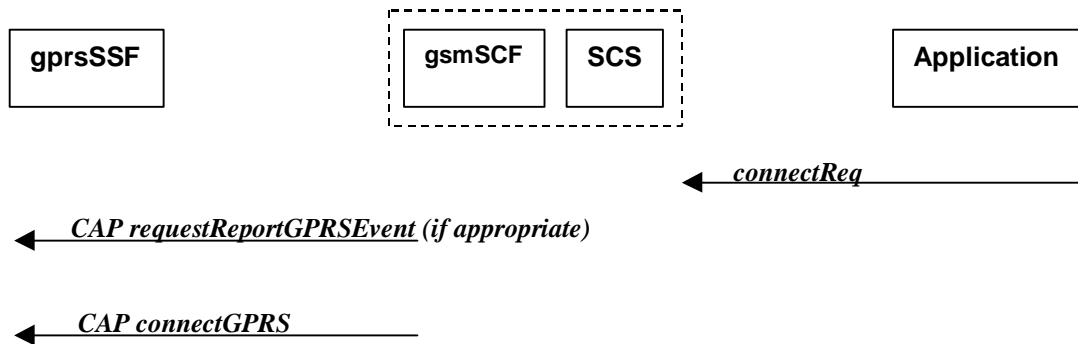 gprsSSF
gsmSCF
SCS
Application
connectReq
CAP requestReportGPRSEvent (if appropriate)
CAP connectGPRS